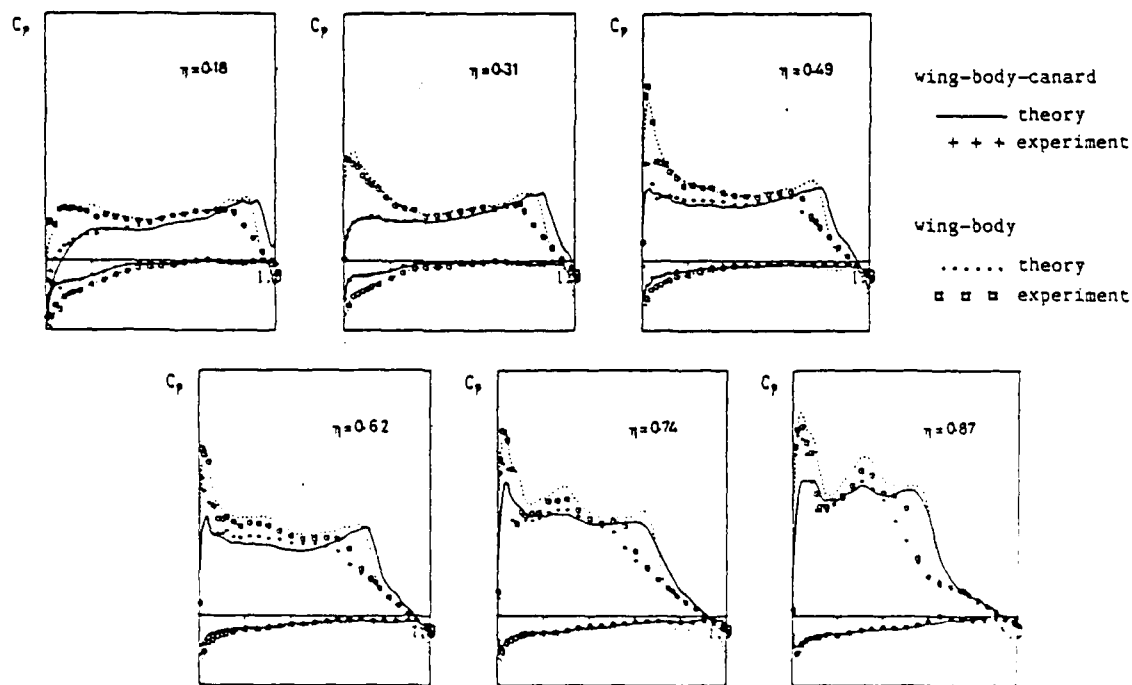 Cₚ
η=0.18
Cₚ
η=0.31
Cₚ
η=0.49
wing-body-canard
theory
+ + + experiment
wing-body
theory
experiment
Cₚ
η=0.62
Cₚ
η=0.74
Cₚ
η=0.87